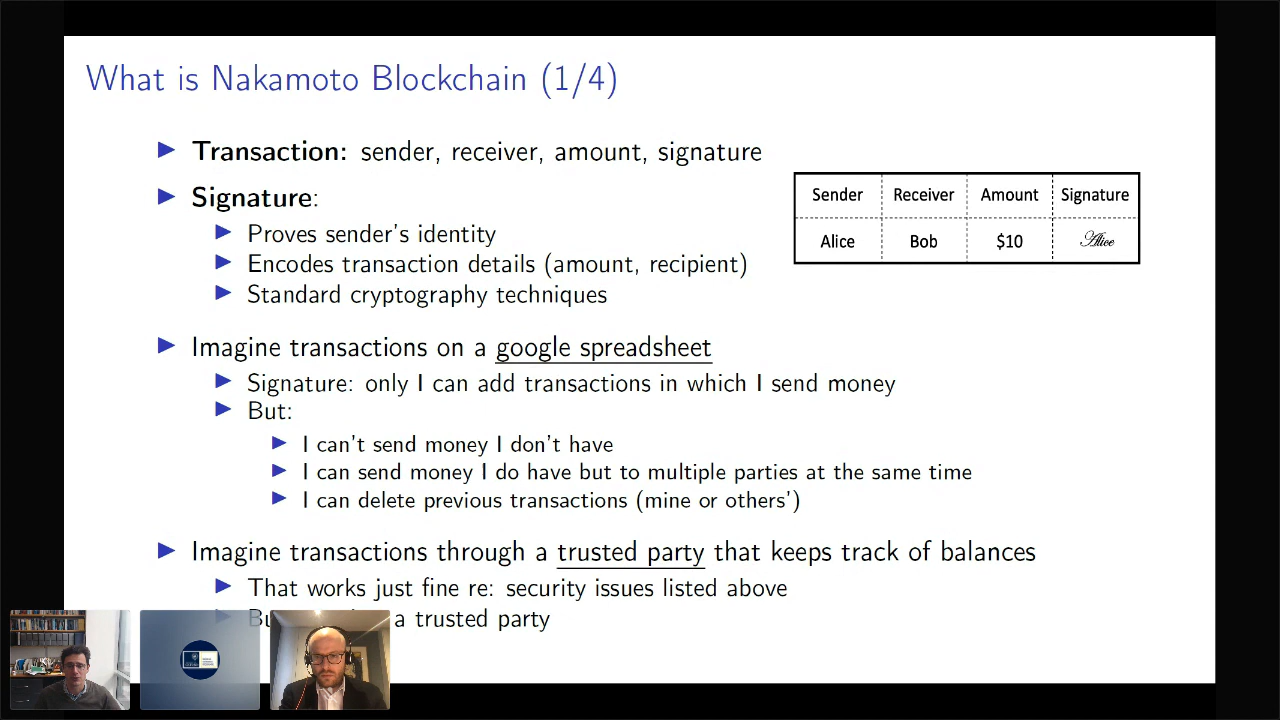 What is Nakamoto Blockchain (1/4)
Transaction: sender, receiver, amount, signature
Signature:
Proves sender's identity
Encodes transaction details (amount, recipient)
Standard cryptography techniques
Sender Receiver Amount Signature
Alice Bob $10 Alice
Imagine transactions on a google spreadsheet
Signature: only I can add transactions in which I send money
But:
I can't send money I don't have
I can send money I do have but to multiple parties at the same time
I can delete previous transactions (mine or others')
Imagine transactions through a trusted party that keeps track of balances
That works just fine re: security issues listed above
a trusted party